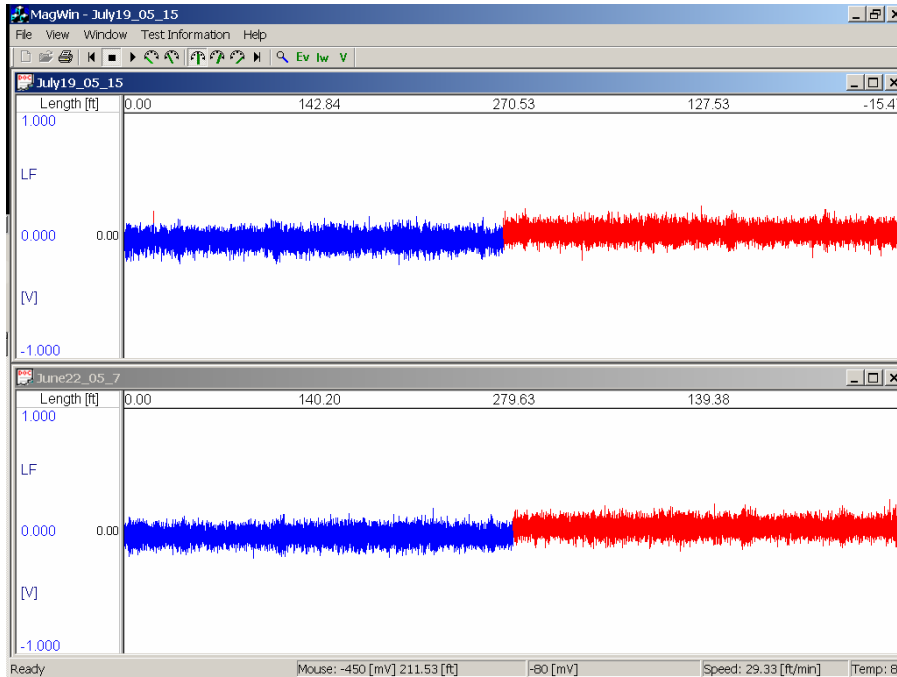 MagWin - July19_05_15
File View Window Test Information Help
Ev Iw V
July19_05_15
Length [ft] 0.00 142.84 270.53 127.53 -15.4
1.000
LF
0.000 0.00
[V]
-1.000
June22_05_7
Length [ft] 0.00 140.20 279.63 139.38
1.000
LF
0.000 0.00
[V]
-1.000
Ready Mouse: -450 [mV] 211.53 [ft] -80 [mV] Speed: 29.33 [ft/min] Temp: 8